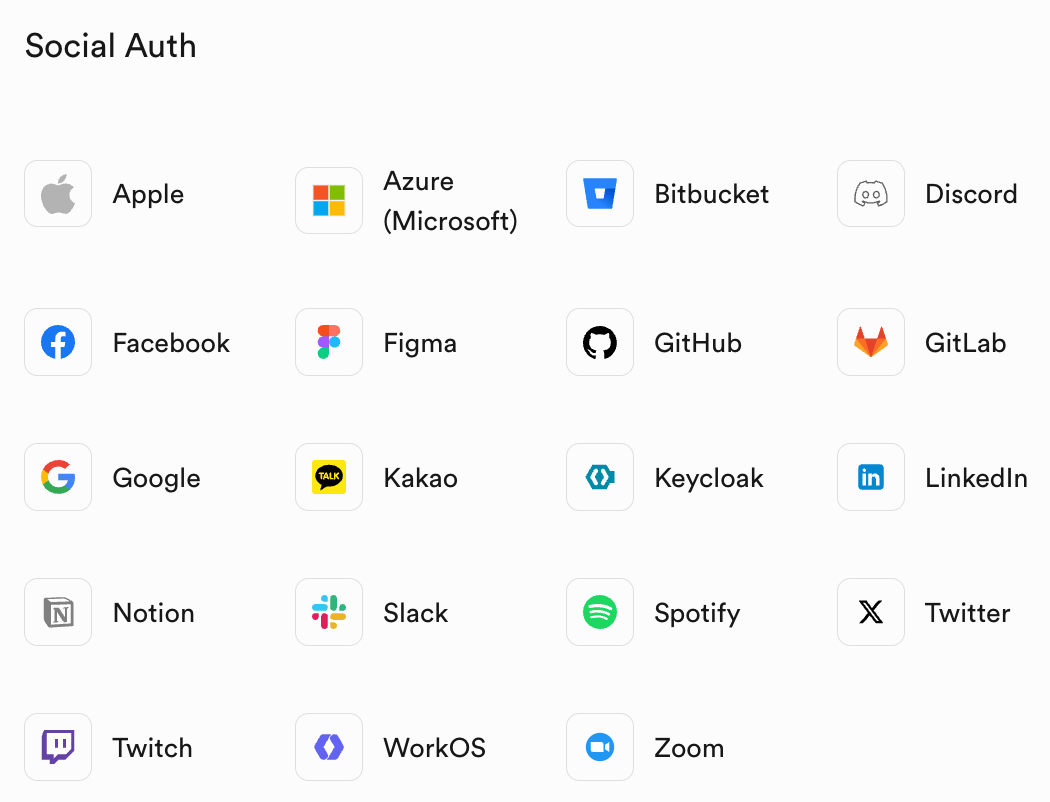 Social Auth
Apple
Azure
(Microsoft)
Bitbucket
Discord
Facebook
Figma
GitHub
GitLab
Google
TALK
Kakao
Keycloak
in
LinkedIn
N
Notion
Slack
Spotify
X
Twitter
Twitch
WorkOS
Zoom